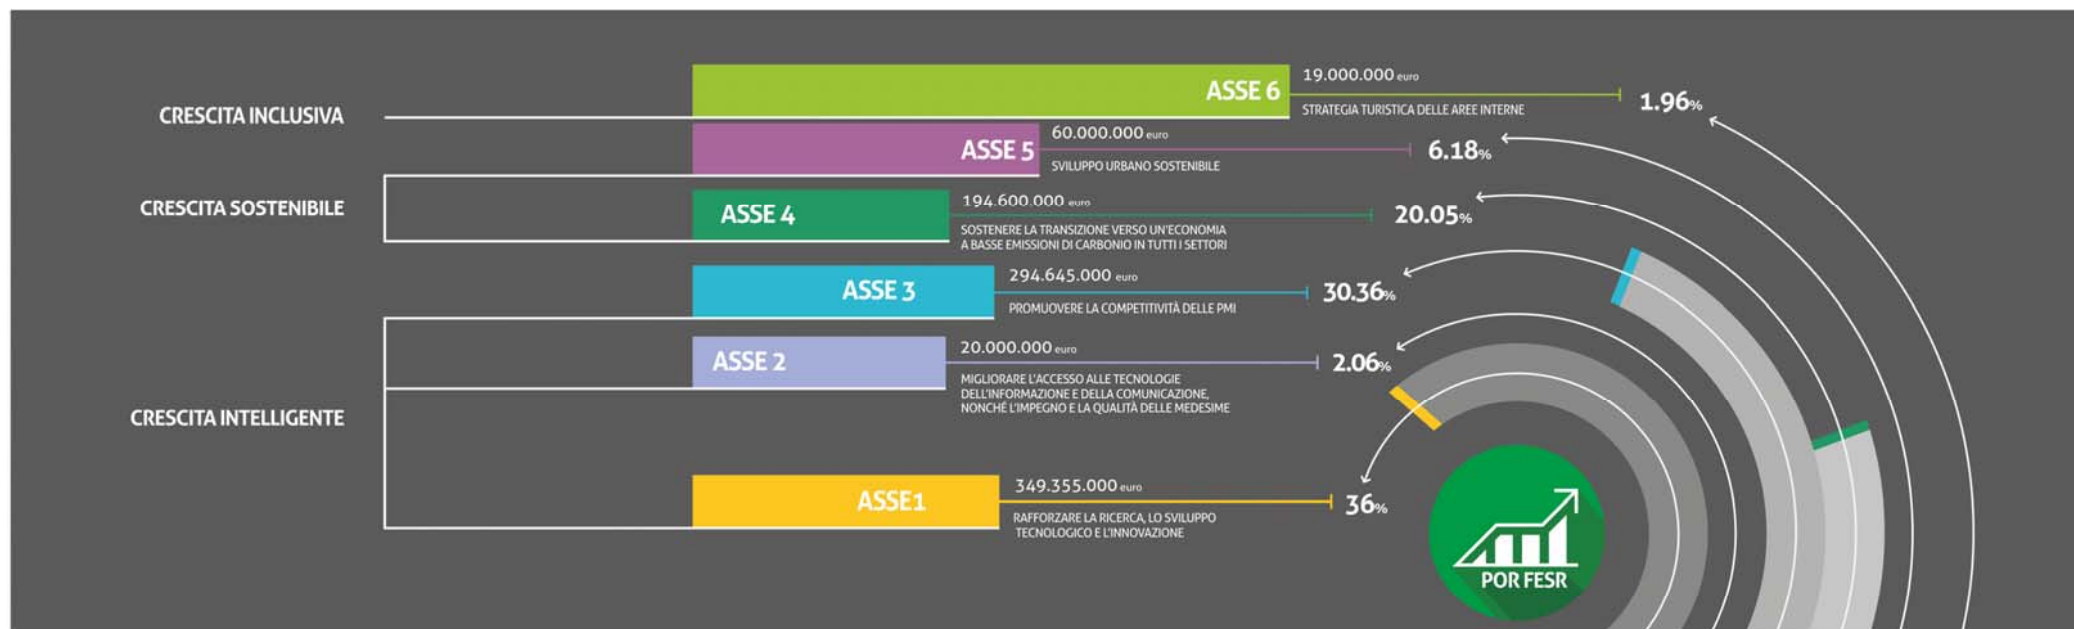 CRESCITA INCLUSIVA
ASSE 6
19.000.000 euro
STRATEGIA TURISTICA DELLE AREE INTERNE
1.96%
ASSE 5
60.000.000 euro
SVILUPPO URBANO SOSTENIBILE
6.18%
CRESCITA SOSTENIBILE
ASSE 4
194.600.000 euro
SOSTENERE LA TRANSIZIONE VERSO UN'ECONOMIA
A BASSE EMISSIONI DI CARBONIO IN TUTTI I SETTORI
20.05%
ASSE 3
294.645.000 euro
PROMUOVERE LA COMPETITIVITÀ DELLE PMI
30.36%
ASSE 2
20.000.000 euro
MIGLIORARE L'ACCESSO ALLE TECNOLOGIE
DELL'INFORMAZIONE E DELLA COMUNICAZIONE,
NONCHÉ L'IMPEGNO E LA QUALITÀ DELLE MEDESIME
2.06%
CRESCITA INTELLIGENTE
ASSE1
349.355.000 euro
RAFFORZARE LA RICERCA, LO SVILUPPO
TECNOLOGICO E L'INNOVAZIONE
36%
POR FESR